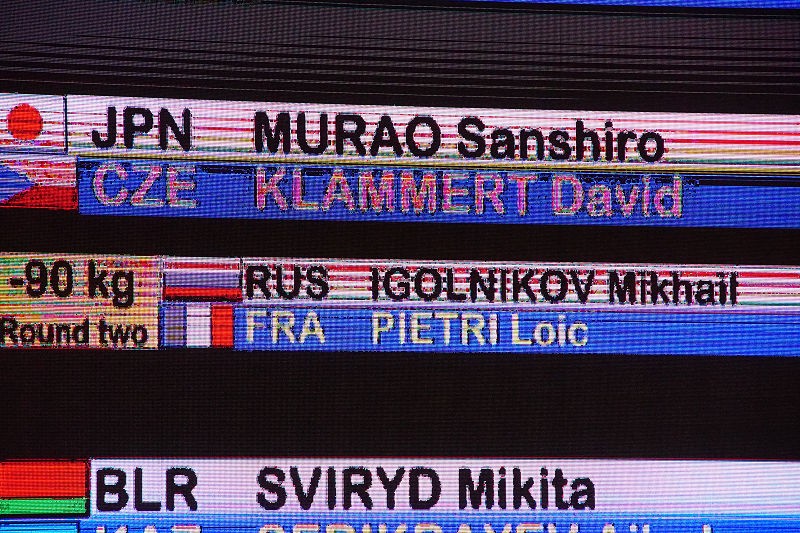 JPN MURAO Sanshiro
CZE KLAMMERT David
-90 kg RUS IGOLNIKOV Mikhail
Round two FRA PIETRI Loic
BLR SVIRYD Mikita
KAZ